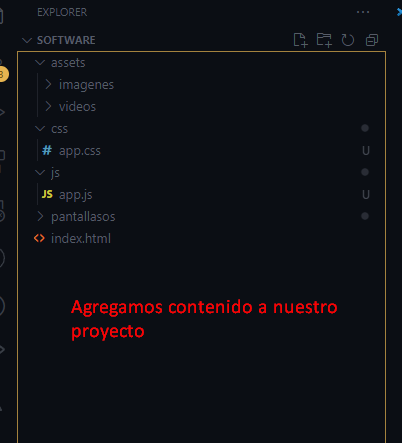 EXPLORER
SOFTWARE
assets
imagenes
videos
css
# app.css U
js
JS app.js U
pantallasos
<> index.html
Agregamos contenido a nuestro
proyecto